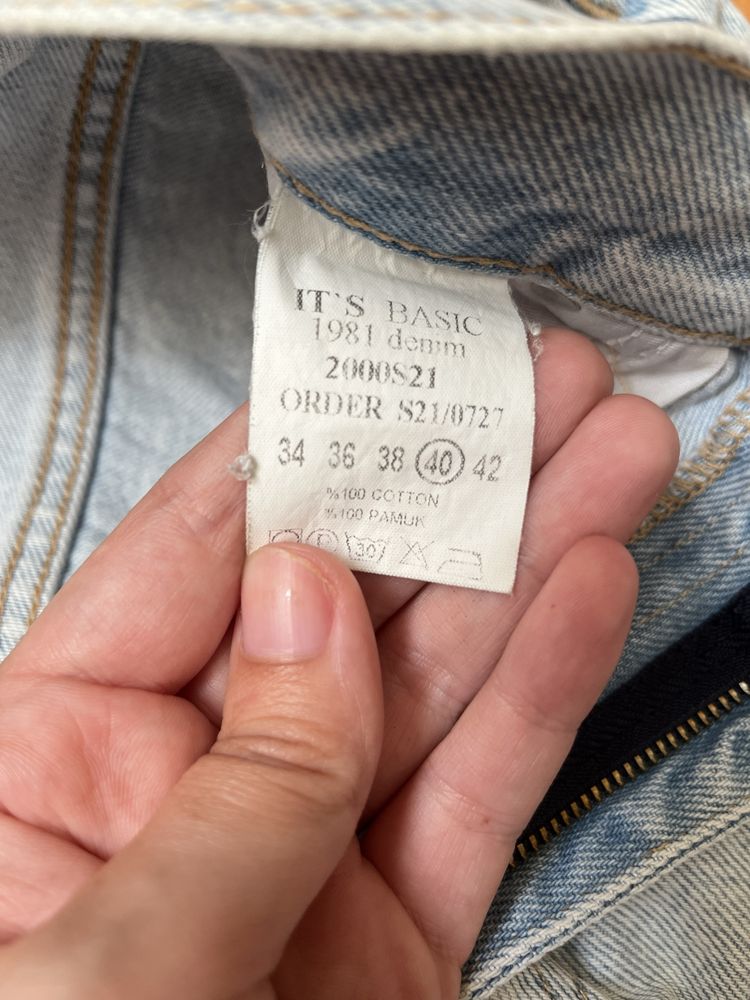 IT`S BASIC
1981 denim
2000S21
ORDER S21/0727
34 36 38 40 42
%100 COTTON
%100 PAMUK
P 30